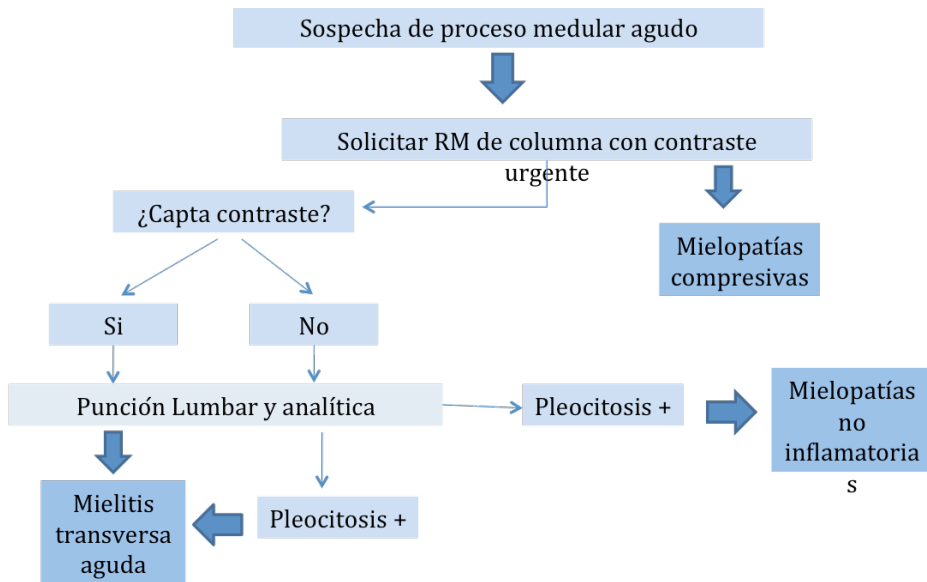 Sospecha de proceso medular agudo
Solicitar RM de columna con contraste
urgente
¿Capta contraste?
Mielopatías
compresivas
Si
No
Punción Lumbar y analítica
Pleocitosis +
Mielopatías
no
inflamatoria
s
Mielitis
transversa
aguda
Pleocitosis +